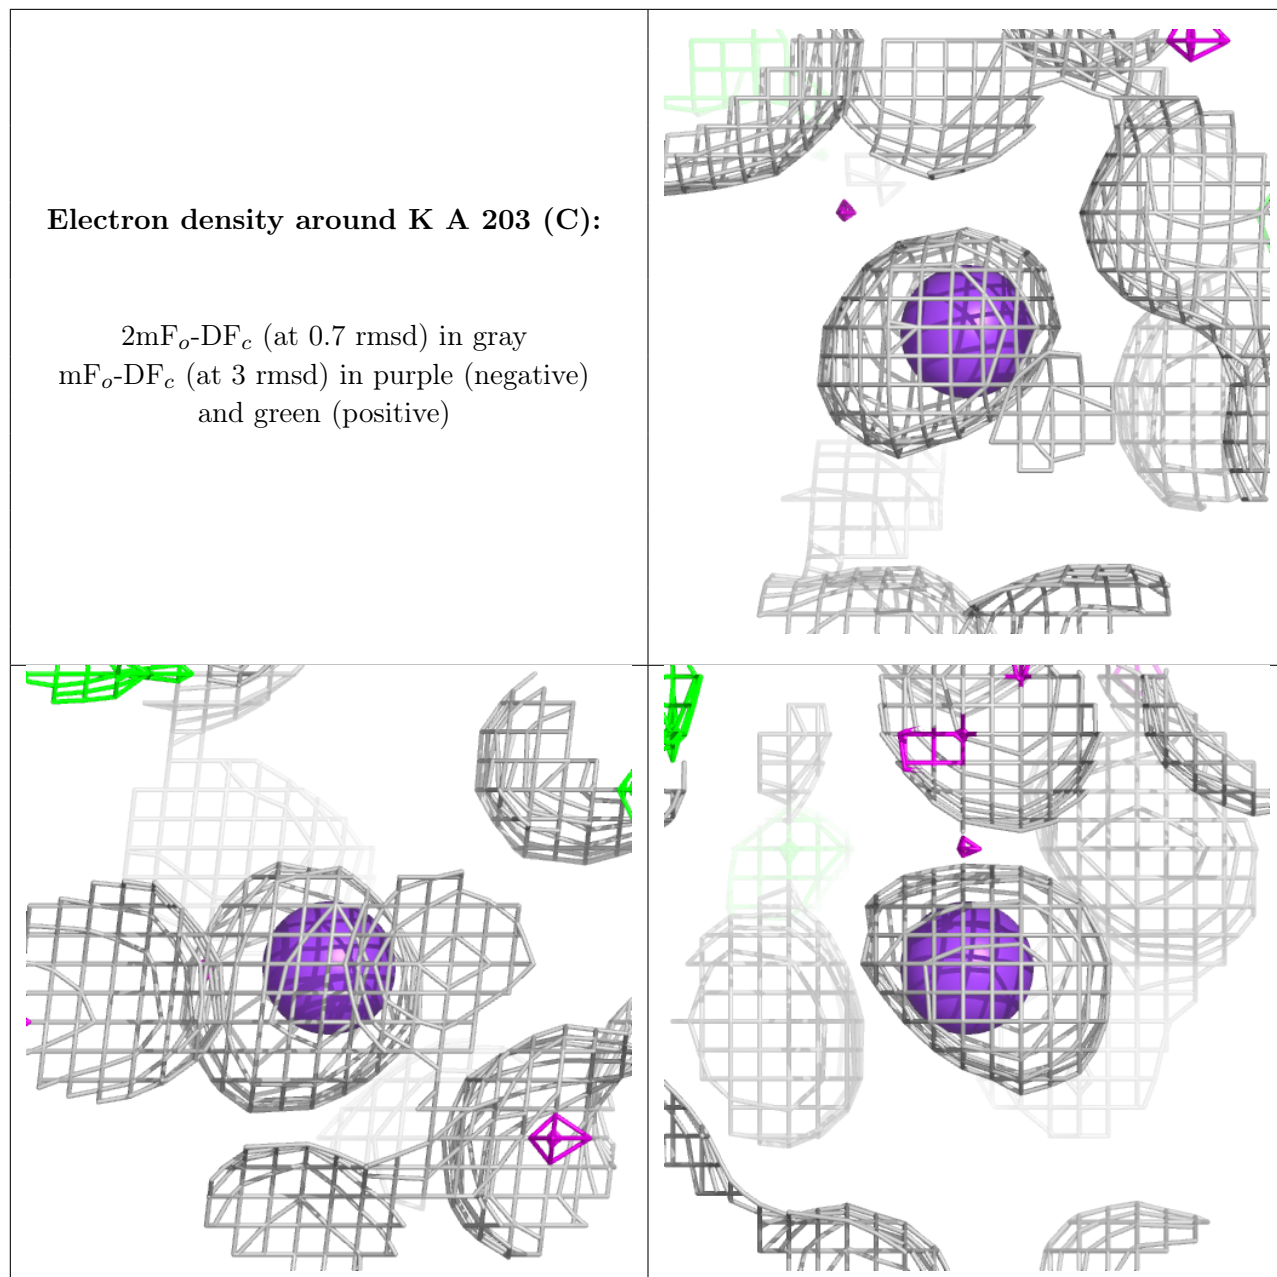 Electron density around K A 203 (C):
2mFo-DFc (at 0.7 rmsd) in gray
mFo-DFc (at 3 rmsd) in purple (negative)
and green (positive)